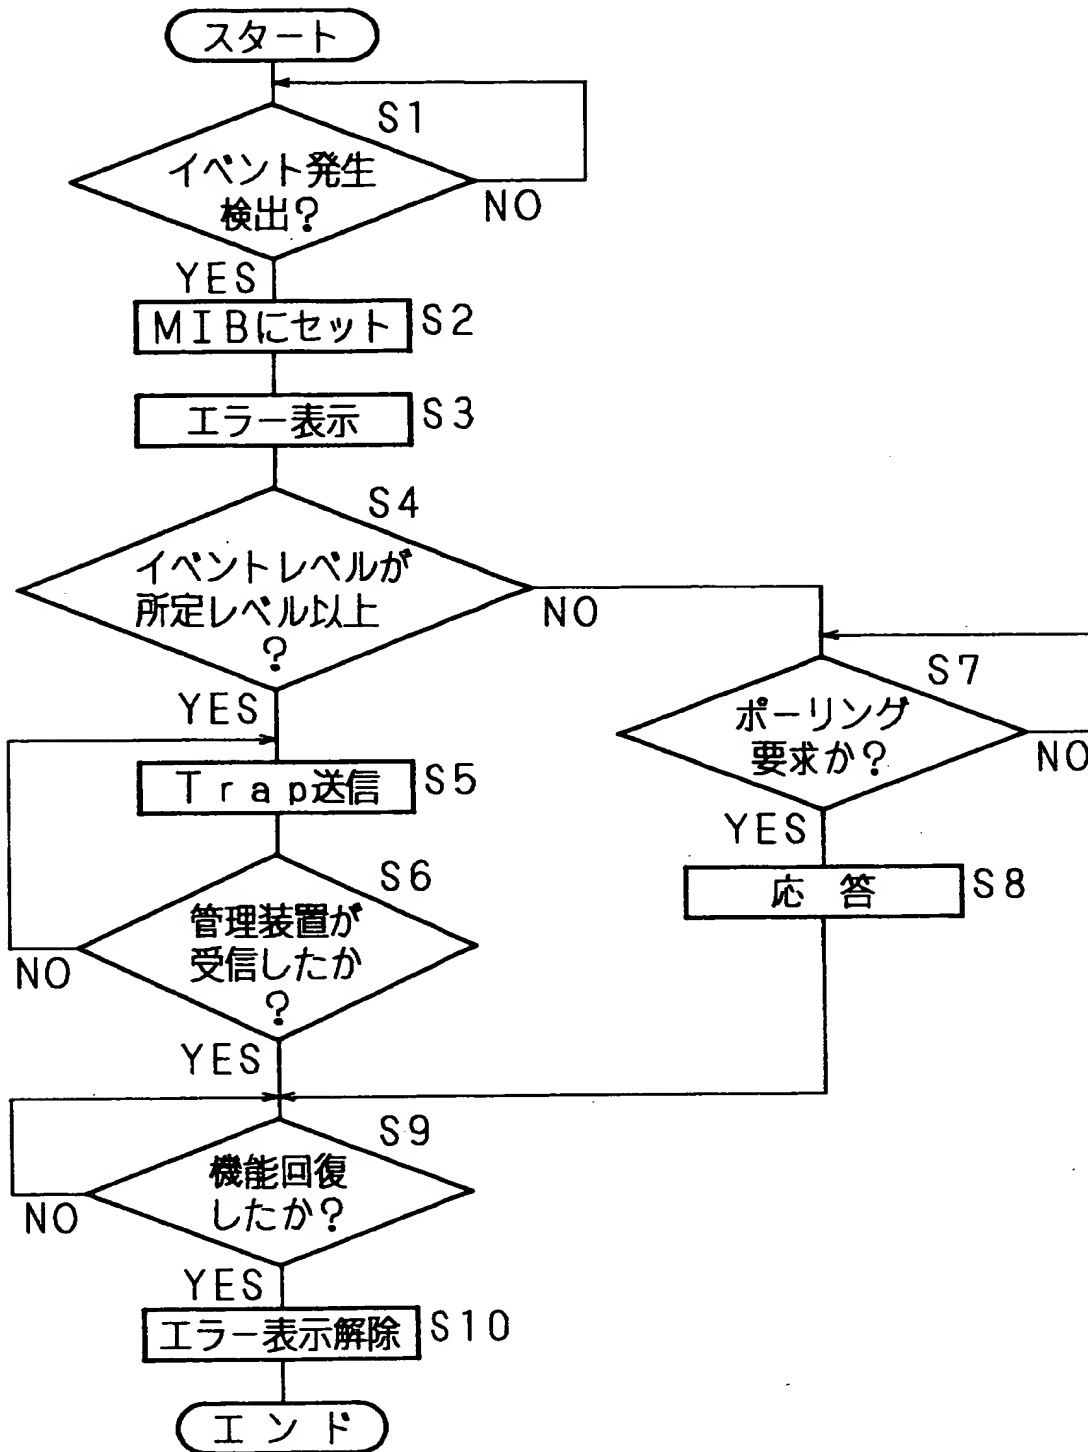 スタート
S1
イベント発生
検出?
NO
YES
MIBにセット
S2
エラー表示
S3
S4
イベントレベルが
所定レベル以上
?
NO
YES
Trap送信
S5
S6
管理装置が
受信したか
?
NO
YES
S7
ポーリング
要求か?
NO
YES
応 答
S8
S9
機能回復
したか?
NO
YES
エラー表示解除
S10
エンド